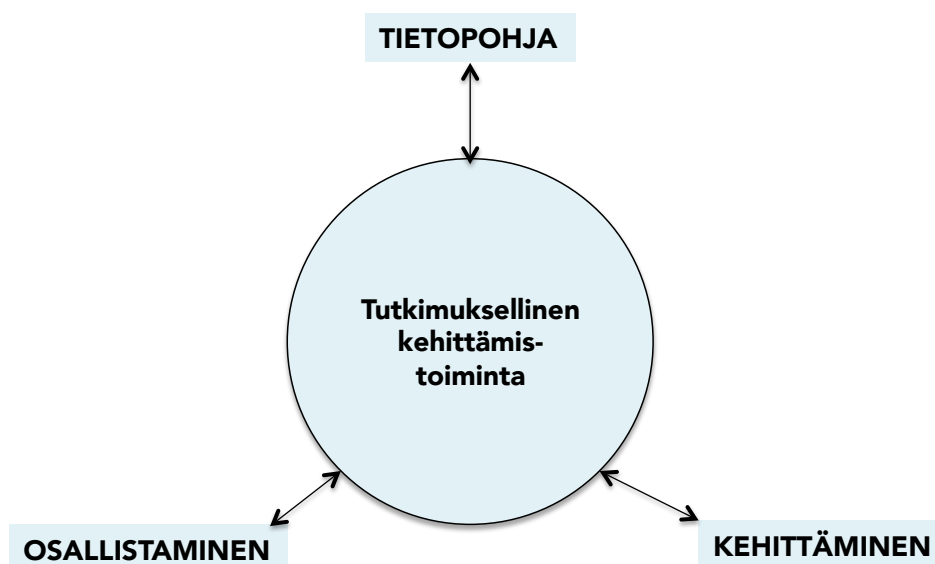 TIETOPOHJA
Tutkimuksellinen
kehittämis-
toiminta
OSALLISTAMINEN
KEHITTÄMINEN